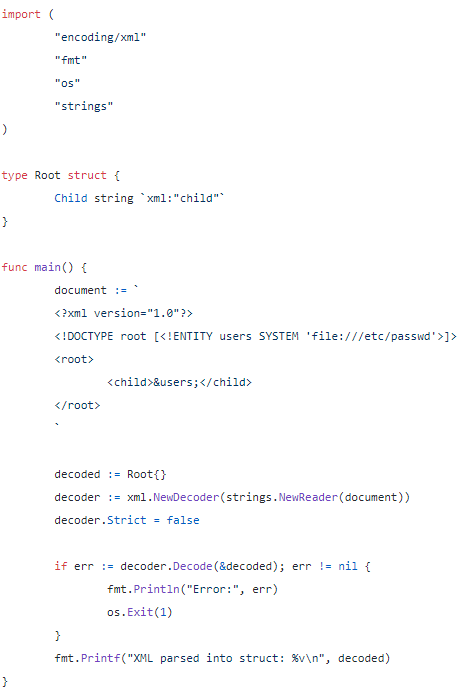 import (
"encoding/xml"
"fmt"
"os"
"strings"
)
type Root struct {
Child string `xml:"child"`
}
func main() {
document := `
<?xml version="1.0"?>
<!DOCTYPE root [<!ENTITY users SYSTEM 'file:///etc/passwd'>]>
<root>
<child>&users;</child>
</root>
`
decoded := Root{}
decoder := xml.NewDecoder(strings.NewReader(document))
decoder.Strict = false
if err := decoder.Decode(&decoded); err != nil {
fmt.Println("Error:", err)
os.Exit(1)
}
fmt.Printf("XML parsed into struct: %v\n", decoded)
}